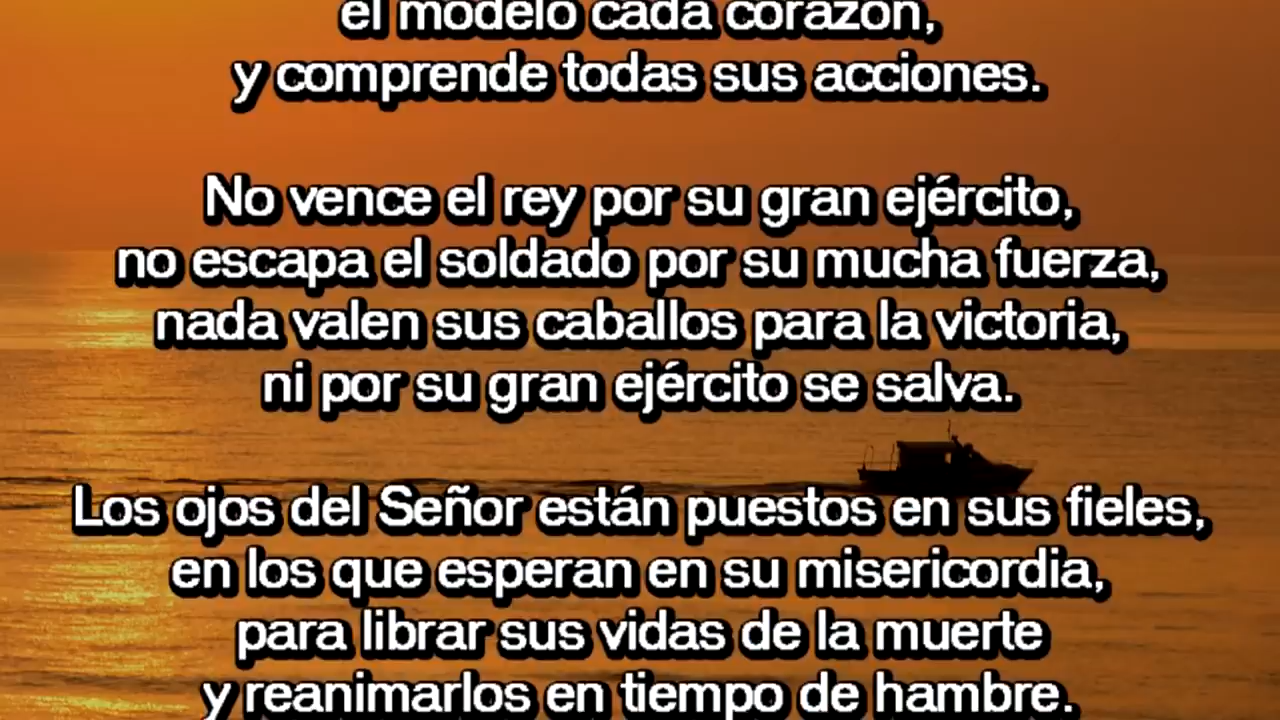 el modelo cada corazón,
y comprende todas sus acciones.
No vence el rey por su gran ejército,
no escapa el soldado por su mucha fuerza,
nada valen sus caballos para la victoria,
ni por su gran ejército se salva.
Los ojos del Señor están puestos en sus fieles,
en los que esperan en su misericordia,
para librar sus vidas de la muerte
y reanimarlos en tiempo de hambre.